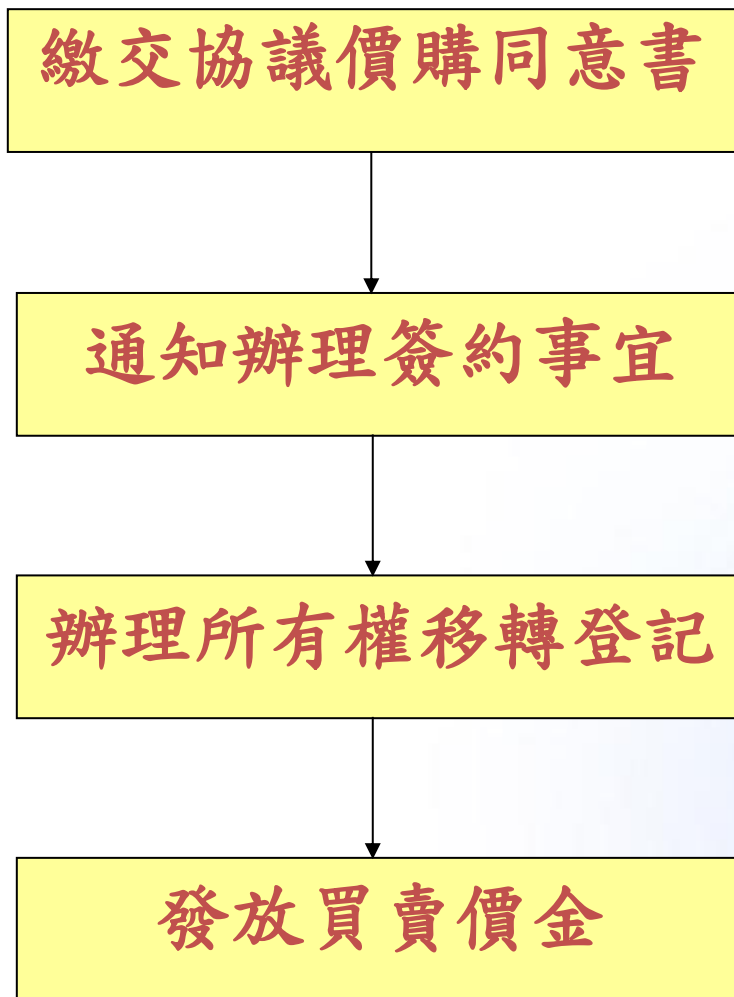 繳交協議價購同意書
通知辦理簽約事宜
辦理所有權移轉登記
發放買賣價金